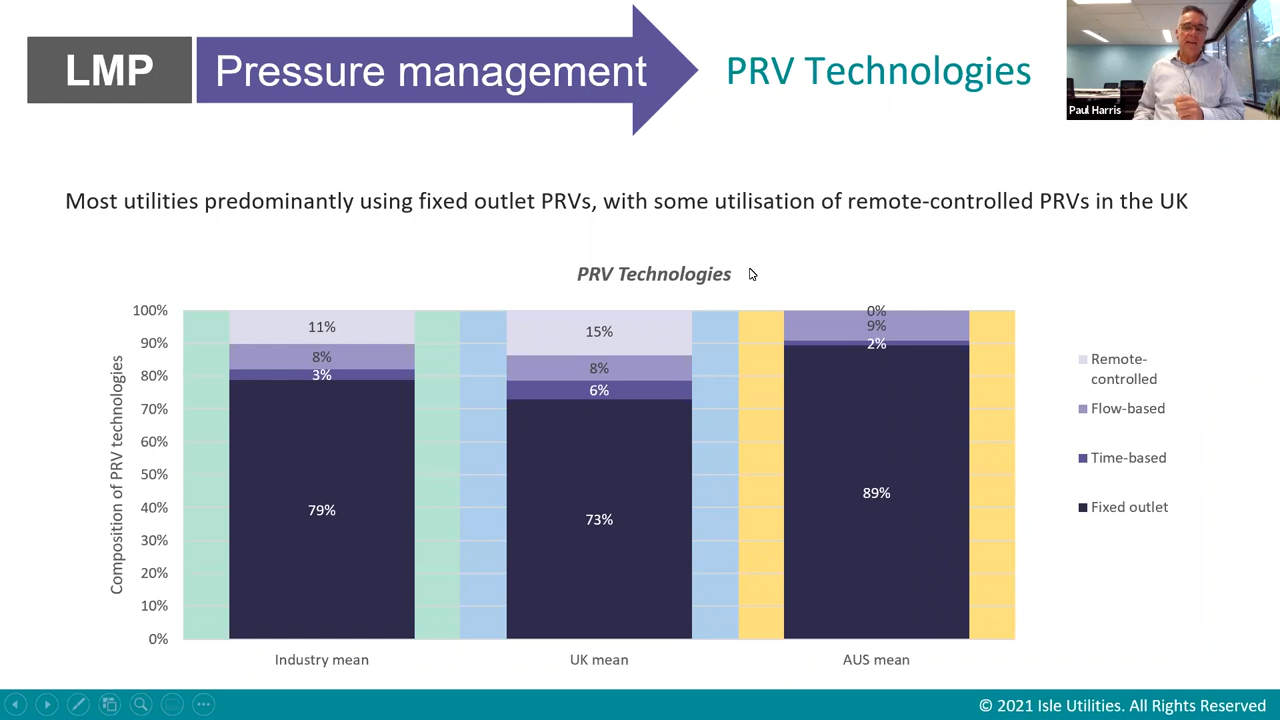 LMP
Pressure management
PRV Technologies
Paul Harris
Most utilities predominantly using fixed outlet PRVs, with some utilisation of remote-controlled PRVs in the UK
PRV Technologies
Composition of PRV technologies
100%
90%
80%
70%
60%
50%
40%
30%
20%
10%
0%
11%
8%
3%
79%
15%
8%
6%
73%
0%
9%
2%
89%
Industry mean
UK mean
AUS mean
Remote-
controlled
Flow-based
Time-based
Fixed outlet
© 2021 Isle Utilities. All Rights Reserved